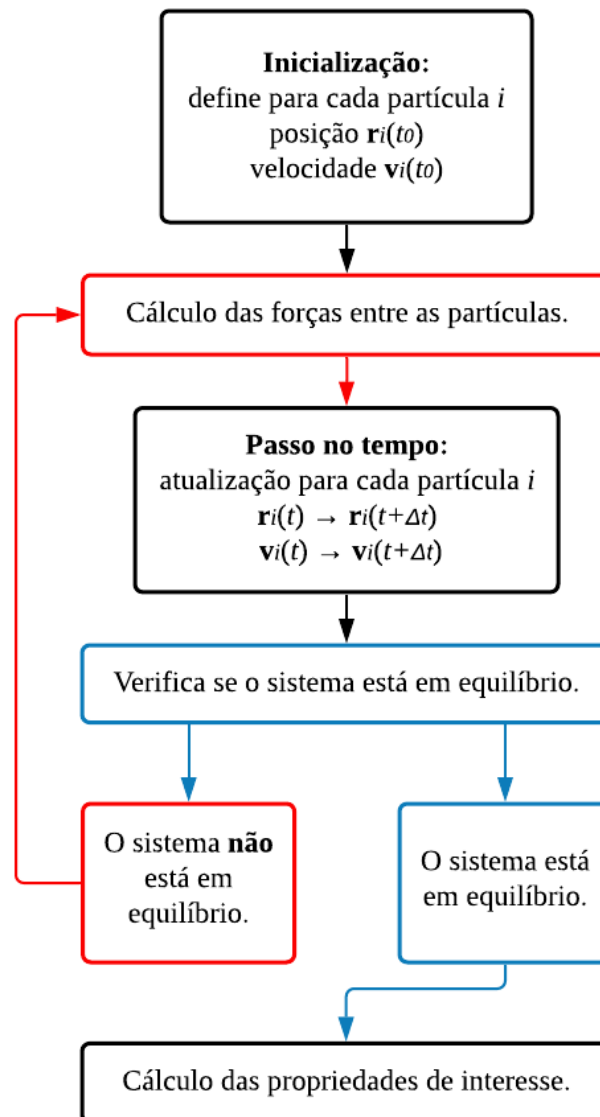 Inicialização:
define para cada partícula i
posição ri(t0)
velocidade vi(t0)
Cálculo das forças entre as partículas.
Passo no tempo:
atualização para cada partícula i
ri(t) → ri(t+Δt)
vi(t) → vi(t+Δt)
Verifica se o sistema está em equilíbrio.
O sistema não
está em
equilíbrio.
O sistema está
em equilíbrio.
Cálculo das propriedades de interesse.